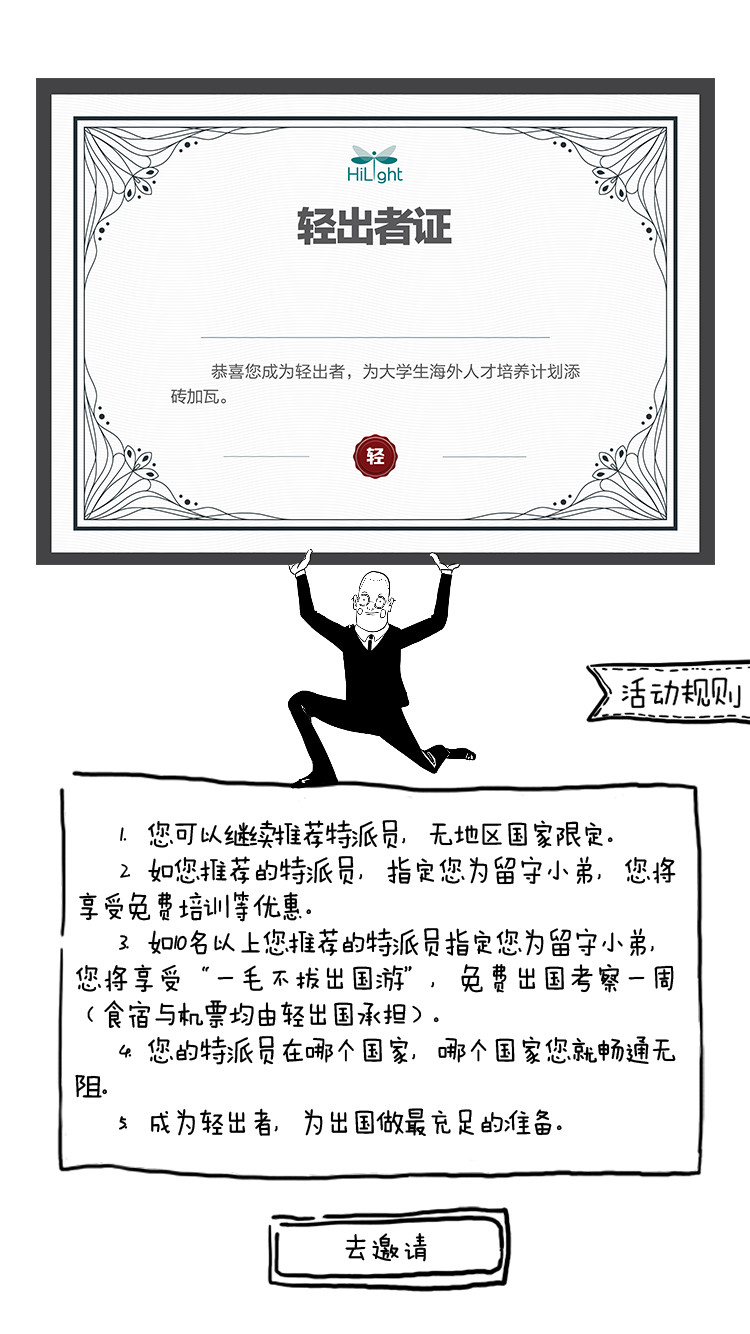 HiLight
轻出者证
恭喜您成为轻出者，为大学生海外人才培养计划添
砖加瓦。
轻
活动规则
1. 您可以继续推荐特派员，无地区国家限定。
2. 如您推荐的特派员，指定您为留守小弟，您将
享受免费培训等优惠。
3. 如10名以上您推荐的特派员指定您为留守小弟，
您将享受“一毛不拔出国游”，免费出国考察一周
（食宿与机票均由轻出国承担）。
4. 您的特派员在哪个国家，哪个国家您就畅通无
阻。
5. 成为轻出者，为出国做最充足的准备。
去邀请